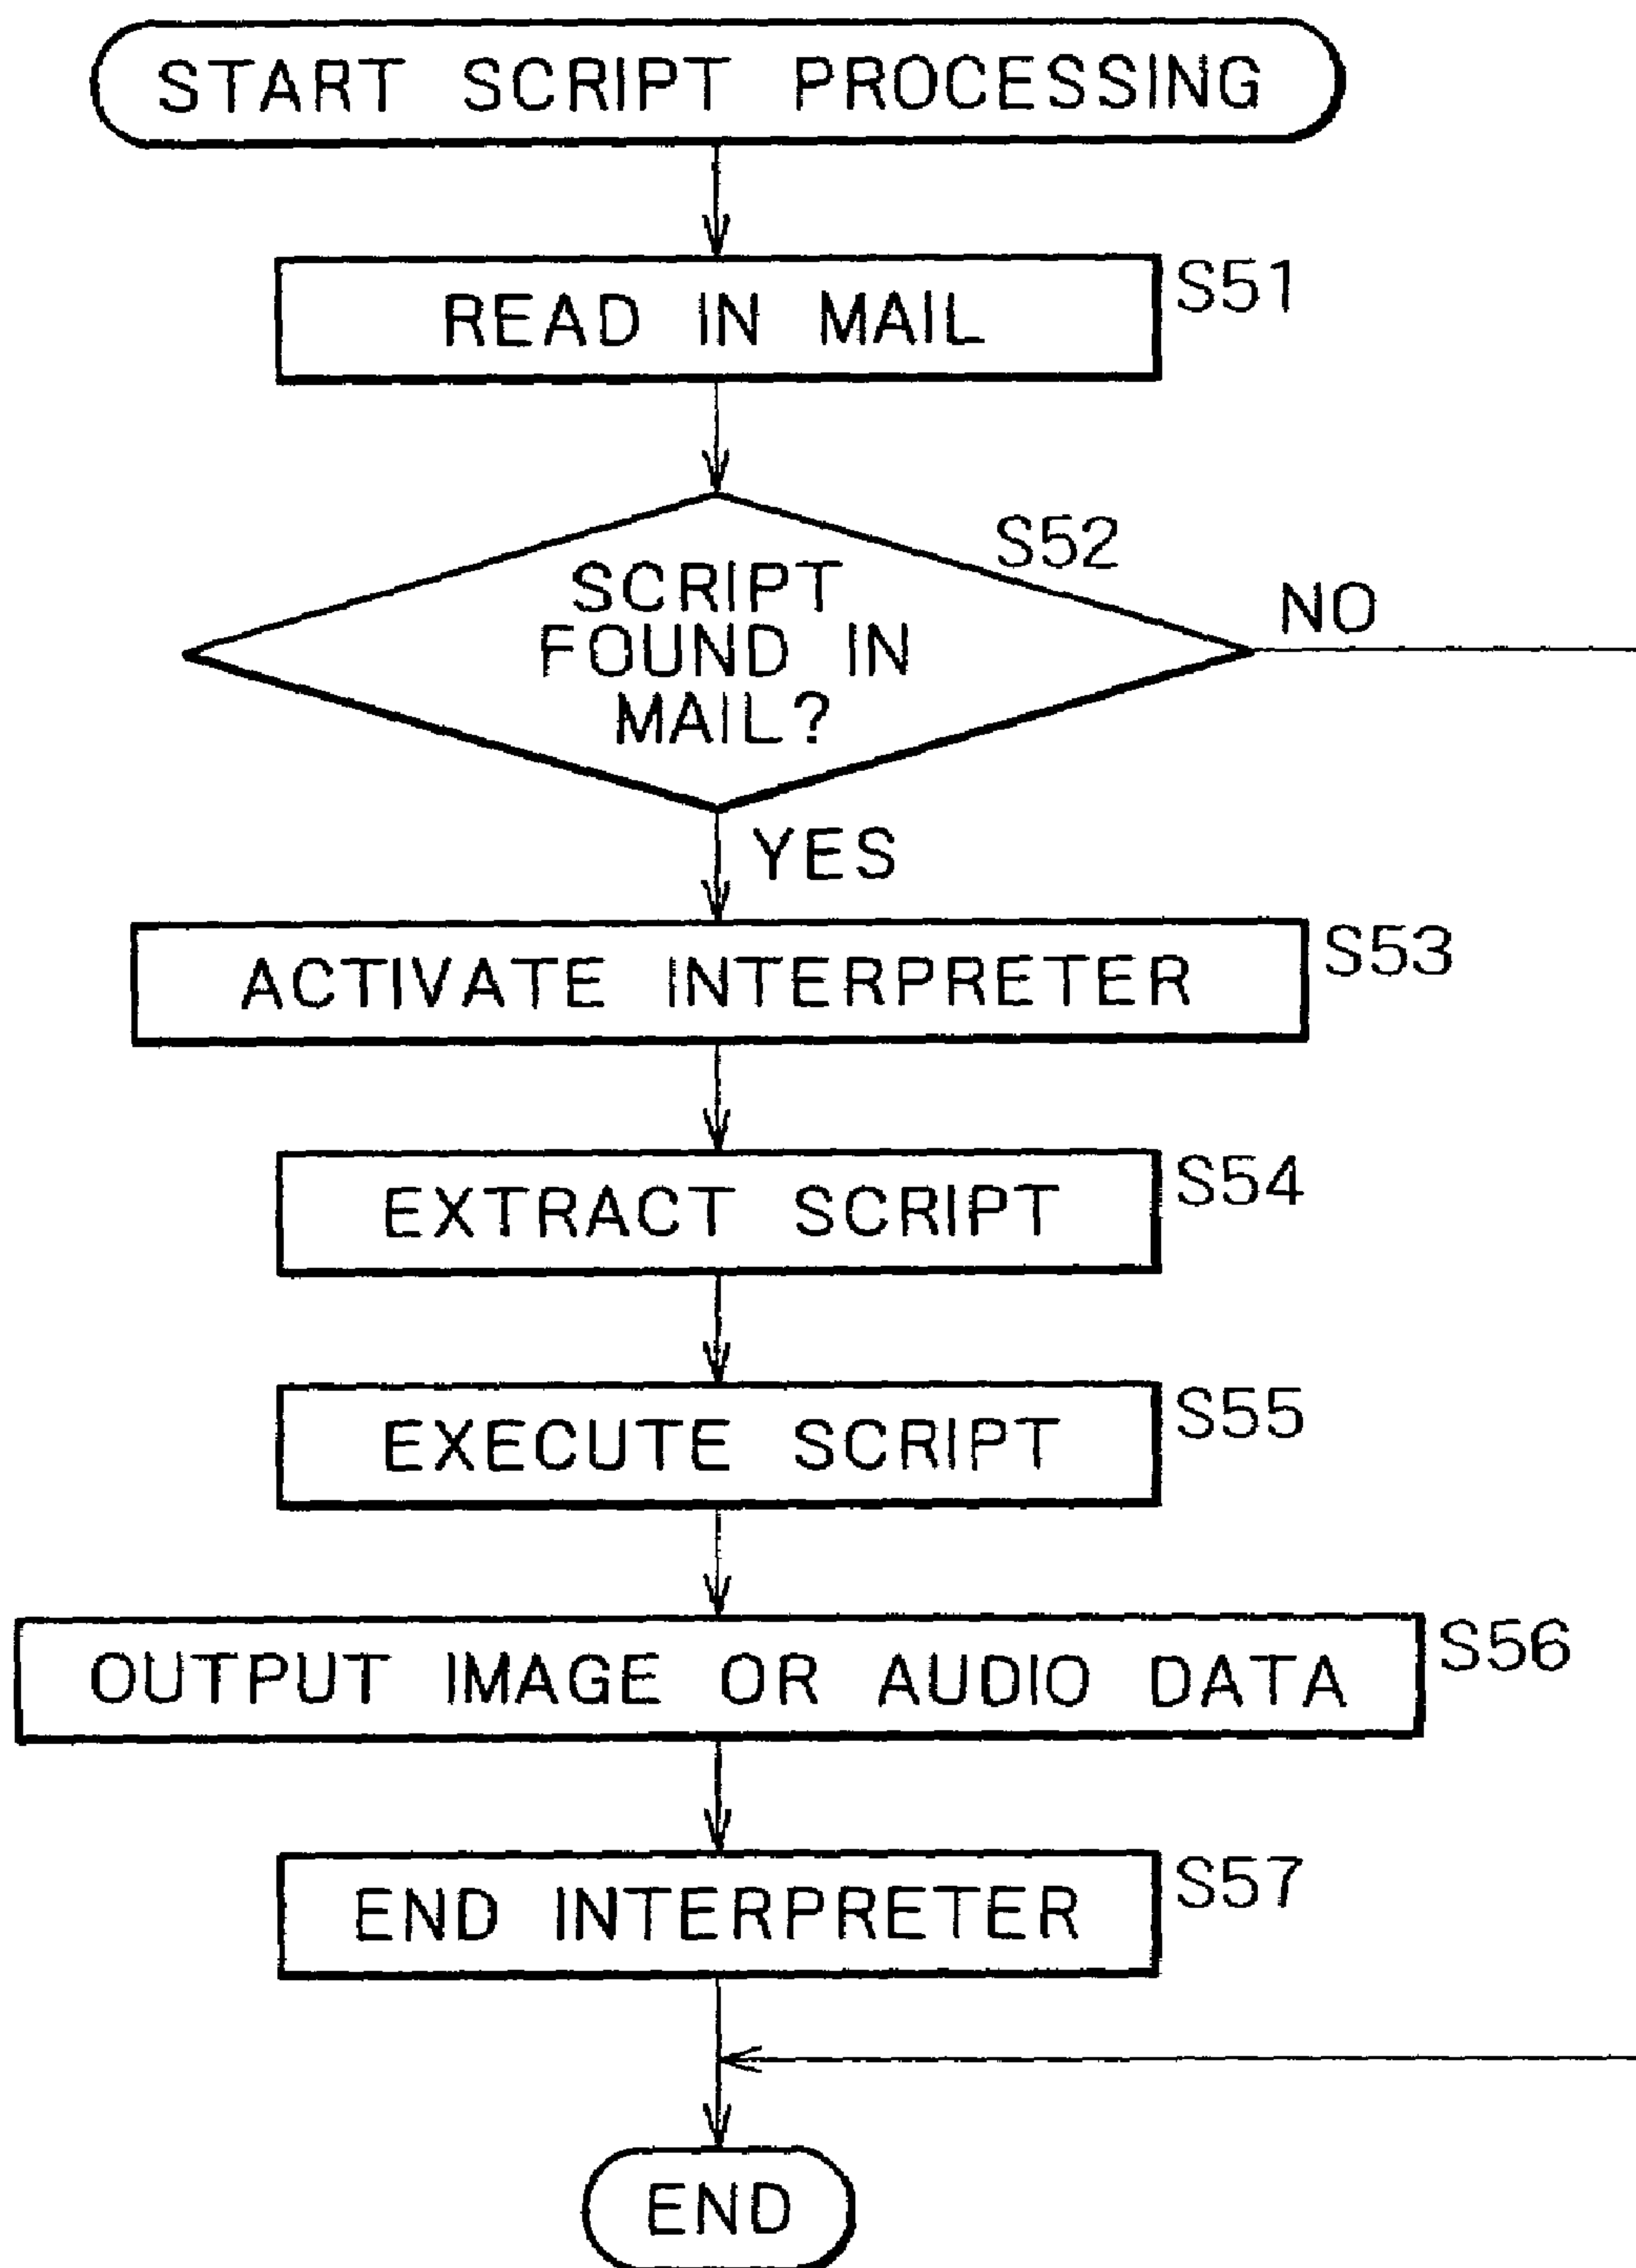 START SCRIPT PROCESSING
READ IN MAIL
S51
S52
SCRIPT
FOUND IN
MAIL?
NO
YES
ACTIVATE INTERPRETER
S53
EXTRACT SCRIPT
S54
EXECUTE SCRIPT
S55
OUTPUT IMAGE OR AUDIO DATA
S56
END INTERPRETER
S57
END